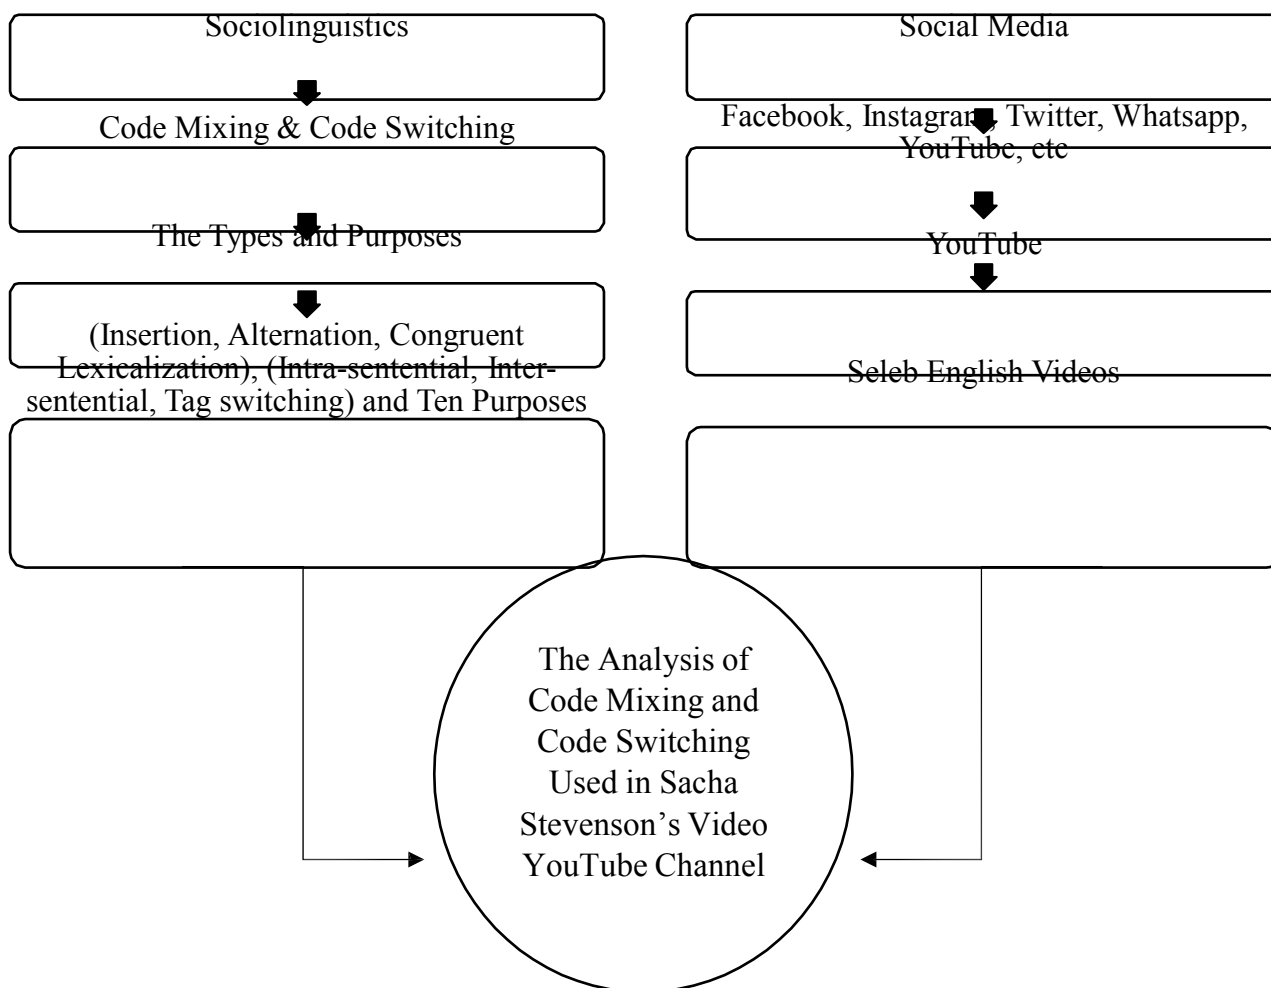 Sociolinguistics
Code Mixing & Code Switching
The Types and Purposes
(Insertion, Alternation, Congruent
Lexicalization), (Intra-sentential, Inter-
sentential, Tag switching) and Ten Purposes
Social Media
Facebook, Instagram, Twitter, Whatsapp,
YouTube, etc
YouTube
Seleb English Videos
The Analysis of
Code Mixing and
Code Switching
Used in Sacha
Stevenson’s Video
YouTube Channel